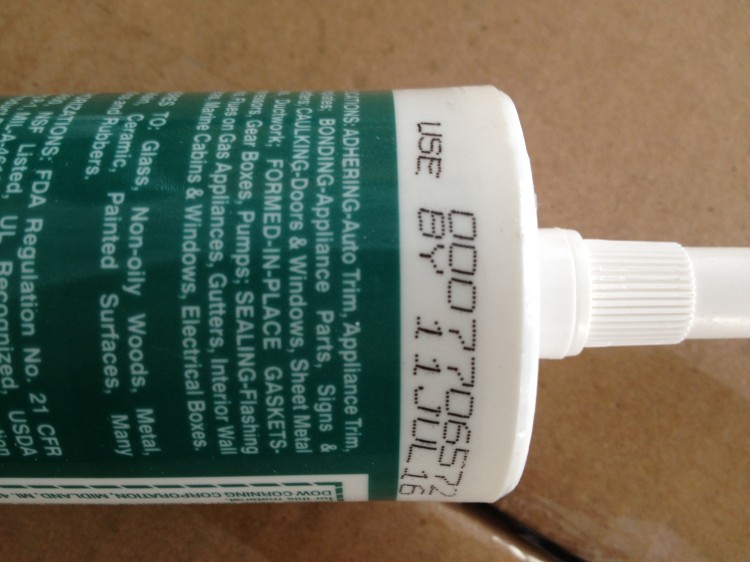 0007706572
USE BY 11JUL16
ADHERING-Auto Trim, Appliance Trim,
BONDING-Appliance Parts, Signs &
CAULKING-Doors & Windows, Sheet Metal
Ductwork; FORMED-IN-PLACE GASKETS-
Gear Boxes, Pumps; SEALING-Flashing
Flues on Gas Appliances, Gutters, Interior Wall
Marine Cabins & Windows, Electrical Boxes.
TO: Glass, Non-oily Woods, Metal,
Ceramic, Painted Surfaces, Many
and Rubbers.
FDA Regulation No. 21 CFR
NSF Listed, UL Recognized, USDA
for this material.
DOW CORNING CORPORATION, MIDLAND, MI